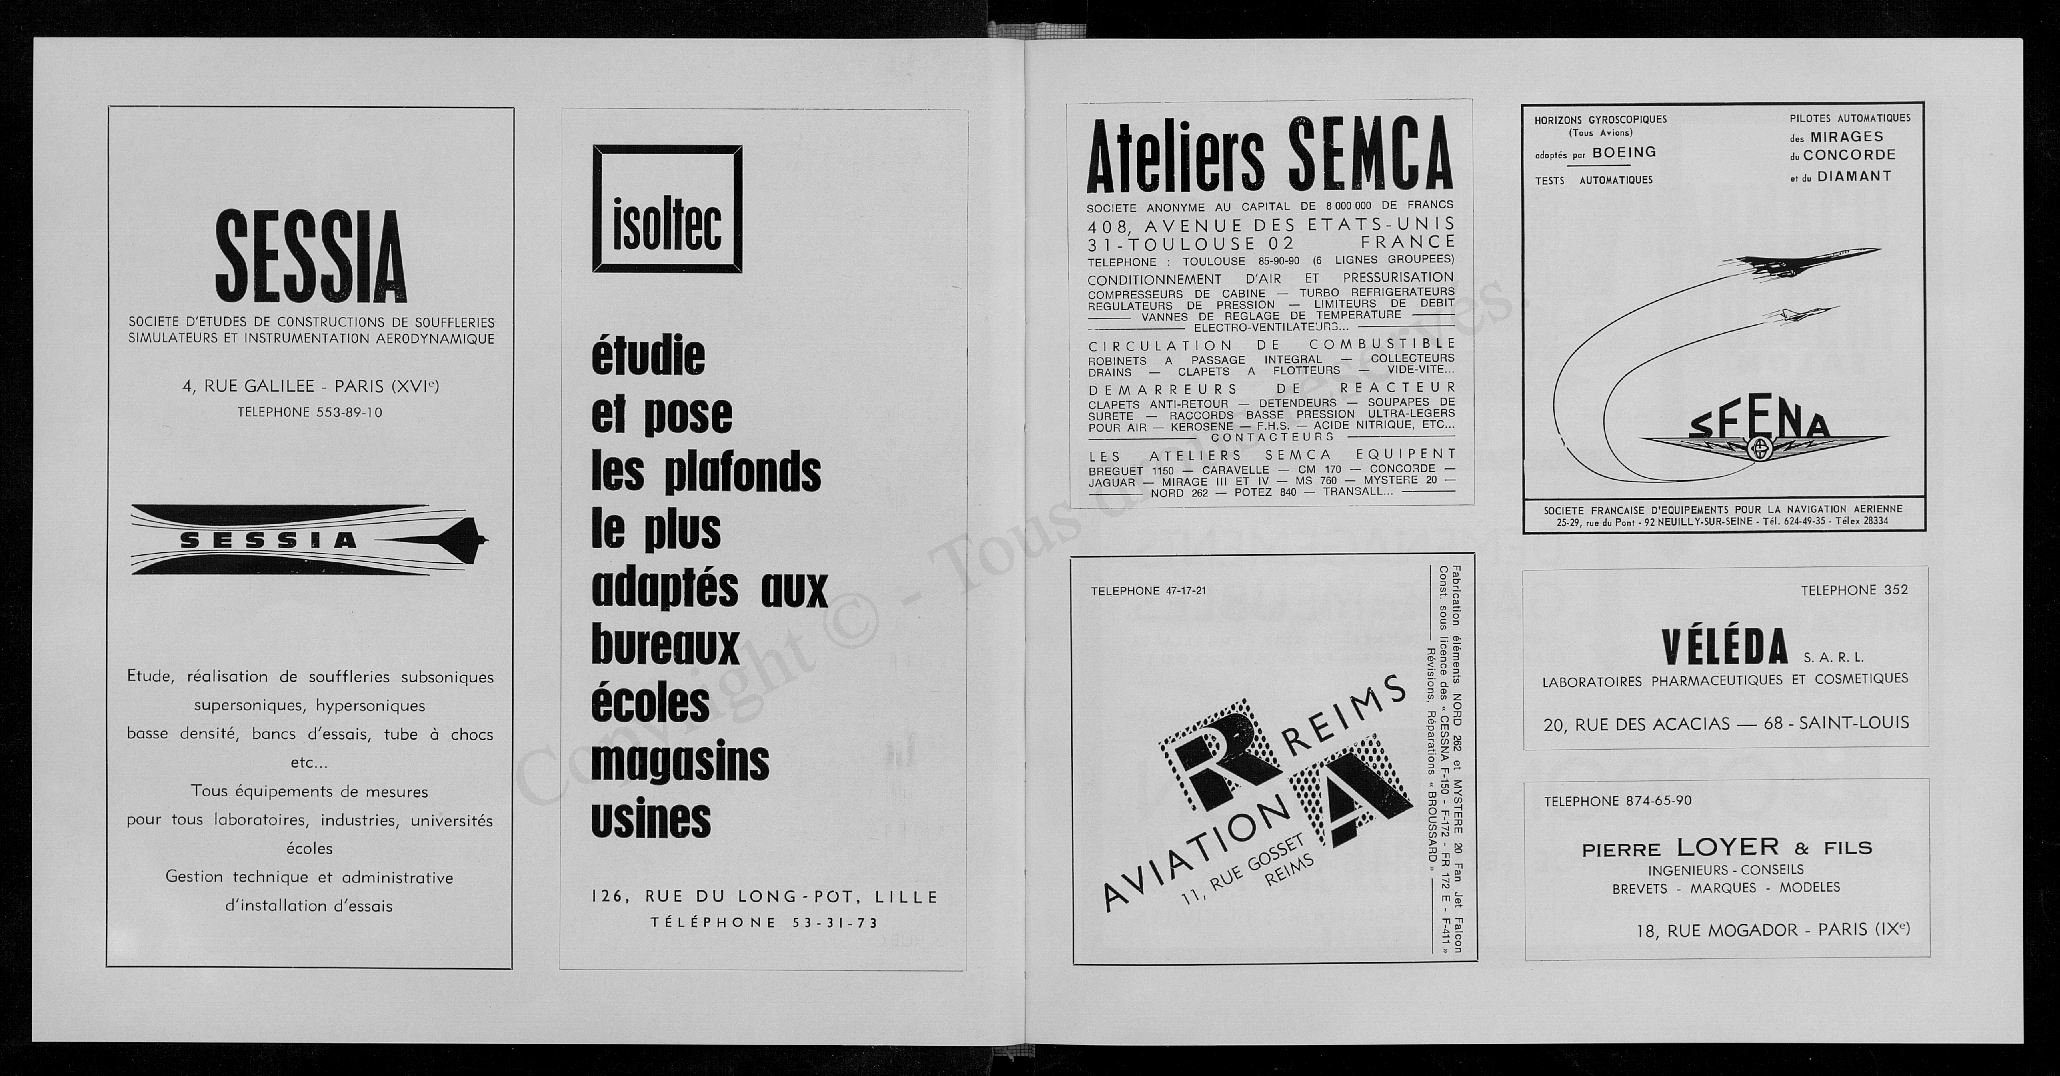 SESSIA
SOCIETE D'ETUDES DE CONSTRUCTIONS DE SOUFFLERIES
SIMULATEURS ET INSTRUMENTATION AERODYNAMIQUE
4, RUE GALILEE - PARIS (XVIe)
TELEPHONE 553-89-10
SESSIA
Etude, réalisation de souffleries subsoniques
supersoniques, hypersoniques
basse densité, bancs d'essais, tube à chocs
etc...
Tous équipements de mesures
pour tous laboratoires, industries, universités
écoles
Gestion technique et administrative
d'installation d'essais
isoltec
étudie
et pose
les plafonds
le plus
adaptés aux
bureaux
écoles
magasins
usines
126, RUE DU LONG-POT, LILLE
TÉLÉPHONE 53-31-73
Ateliers SEMCA
SOCIETE ANONYME AU CAPITAL DE 8 000 000 DE FRANCS
408, AVENUE DES ETATS-UNIS
31-TOULOUSE 02 FRANCE
TELEPHONE : TOULOUSE 85-90-90 (6 LIGNES GROUPEES)
CONDITIONNEMENT D'AIR ET PRESSURISATION
COMPRESSEURS DE CABINE — TURBO REFRIGERATEURS
REGULATEURS DE PRESSION — LIMITEURS DE DEBIT
VANNES DE REGLAGE DE TEMPERATURE
ELECTRO-VENTILATEURS...
CIRCULATION DE COMBUSTIBLE
ROBINETS A PASSAGE INTEGRAL — COLLECTEURS
DRAINS — CLAPETS A FLOTTEURS — VIDE-VITE...
DEMARREURS DE REACTEUR
CLAPETS ANTI-RETOUR — DETENDEURS — SOUPAPES DE
SURETE — RACCORDS BASSE PRESSION ULTRA-LEGERS
POUR AIR — KEROSENE — F.H.S. — ACIDE NITRIQUE, ETC...
CONTACTEURS
LES ATELIERS SEMCA EQUIPENT
BREGUET 1150 — CARAVELLE — CM 170 — CONCORDE —
JAGUAR — MIRAGE III ET IV — MS 760 — MYSTERE 20 —
NORD 262 — POTEZ 840 — TRANSALL...
TELEPHONE 47-17-21
Fabrication éléments NORD 262 et MYSTERE 20 Fan Jet Falcon
Const. sous licence des « CESSNA F-150 - F-172 - FR 172 E - F-411 »
Révisions, Réparations « BROUSSARD »
R REIMS
AVIATION A
11, RUE GOSSET
REIMS
HORIZONS GYROSCOPIQUES
(Tous Avions)
adaptés par BOEING
TESTS AUTOMATIQUES
PILOTES AUTOMATIQUES
des MIRAGES
du CONCORDE
et du DIAMANT
SFENA
SOCIETE FRANCAISE D'EQUIPEMENTS POUR LA NAVIGATION AERIENNE
25-29, rue du Pont - 92 NEUILLY-SUR-SEINE - Tél. 624-49-35 - Télex 28334
TELEPHONE 352
VÉLÉDA S. A. R. L.
LABORATOIRES PHARMACEUTIQUES ET COSMETIQUES
20, RUE DES ACACIAS — 68 - SAINT-LOUIS
TELEPHONE 874-65-90
PIERRE LOYER & FILS
INGENIEURS - CONSEILS
BREVETS - MARQUES - MODELES
18, RUE MOGADOR - PARIS (IXe)
Copyright © - Tous droits réservés.